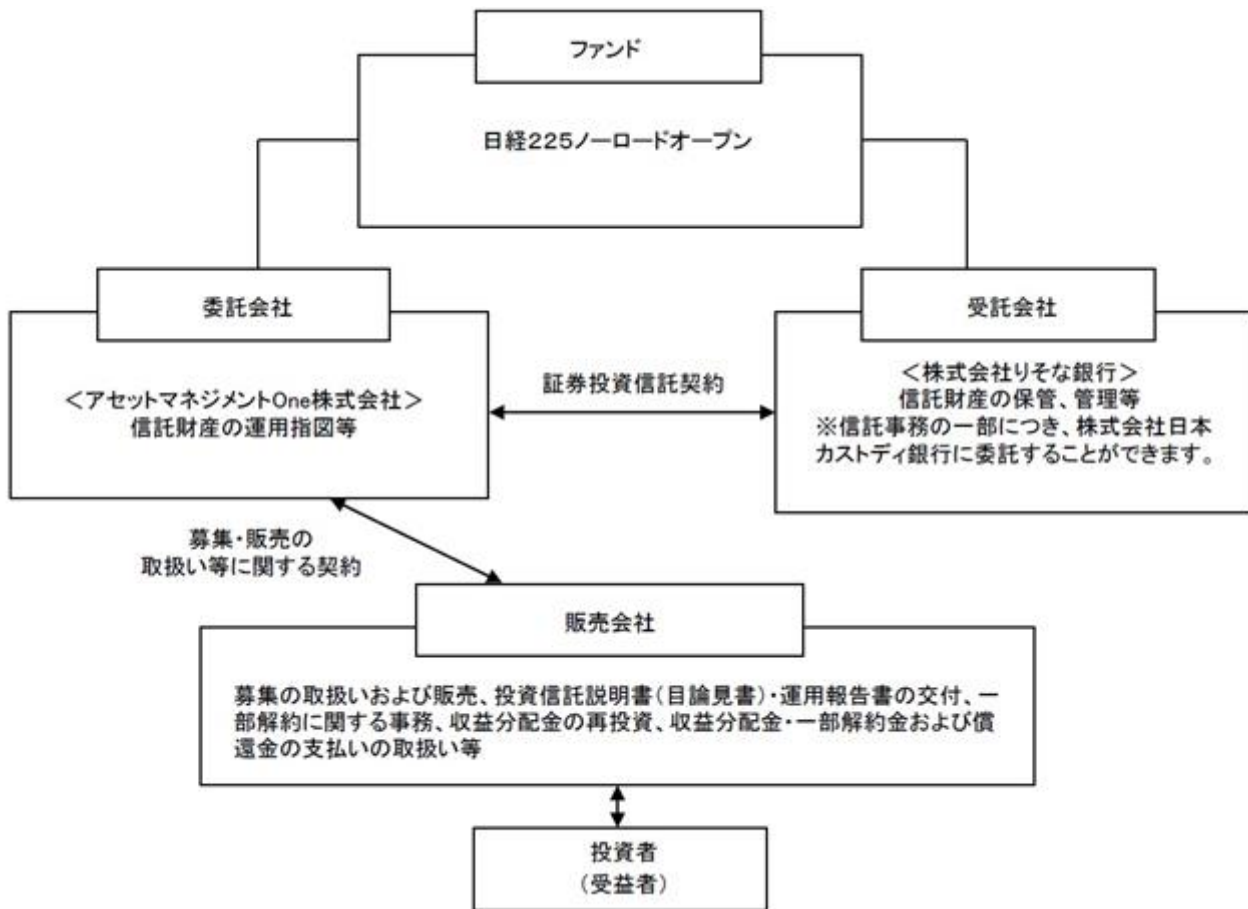 ファンド
日経225ノーロードオープン
委託会社
<アセットマネジメントOne株式会社>
信託財産の運用指図等
証券投資信託契約
受託会社
<株式会社りそな銀行>
信託財産の保管、管理等
※信託事務の一部につき、株式会社日本
カストディ銀行に委託することができます。
募集・販売の
取扱い等に関する契約
販売会社
募集の取扱いおよび販売、投資信託説明書(目論見書)・運用報告書の交付、一
部解約に関する事務、収益分配金の再投資、収益分配金・一部解約金および償
還金の支払いの取扱い等
投資者
(受益者)